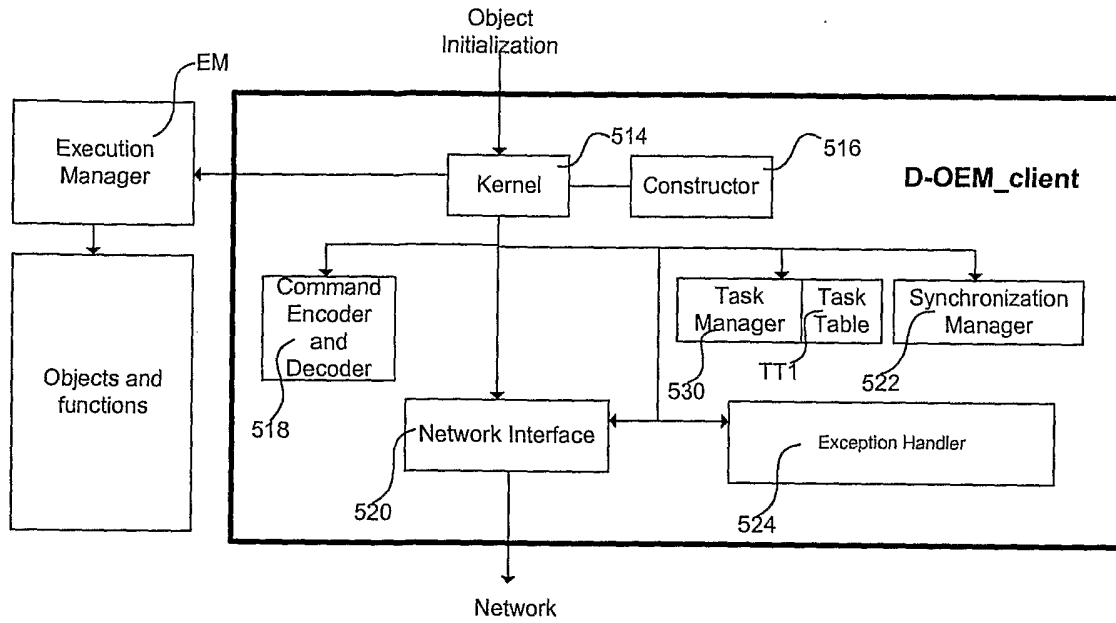 Object
Initialization
EM
Execution
Manager
514
516
Kernel
Constructor
D-OEM_client
Command
Encoder
and
Decoder
Task
Manager
Task
Table
Synchronization
Manager
Objects and
functions
530
TT1
522
518
Network Interface
Exception Handler
520
524
Network